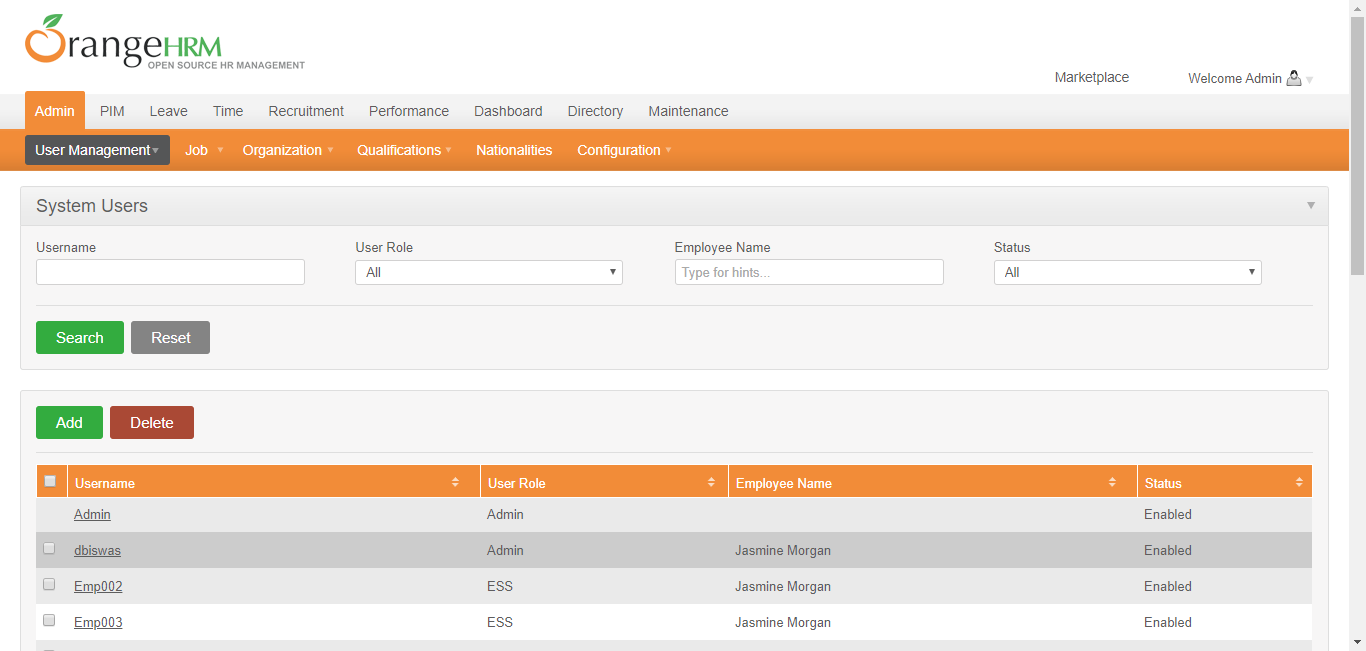 OrangeHRM
OPEN SOURCE HR MANAGEMENT
Marketplace Welcome Admin
Admin PIM Leave Time Recruitment Performance Dashboard Directory Maintenance
User Management Job Organization Qualifications Nationalities Configuration
System Users
Username User Role Employee Name Status
All Type for hints... All
Search Reset
Add Delete
Username User Role Employee Name Status
Admin Admin Enabled
dbiswas Admin Jasmine Morgan Enabled
Emp002 ESS Jasmine Morgan Enabled
Emp003 ESS Jasmine Morgan Enabled